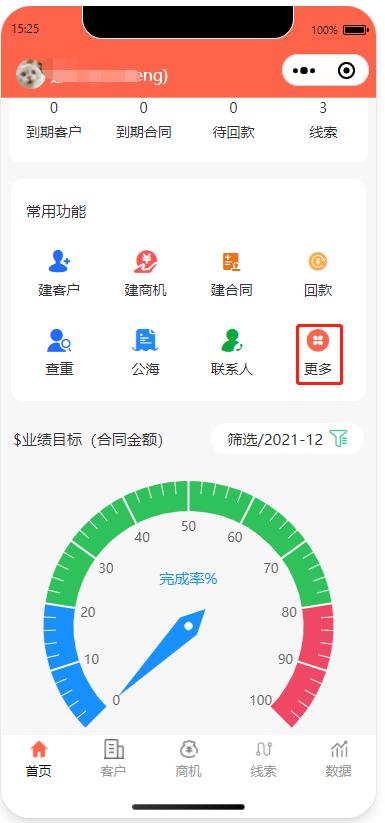 15:25 100%
eng)
0 0 0 3
到期客户 到期合同 待回款 线索
常用功能
建客户 建商机 建合同 回款
查重 公海 联系人 更多
$业绩目标（合同金额） 筛选/2021-12
50
40 60
30 70
完成率%
20 80
10 90
0 100
首页 客户 商机 线索 数据